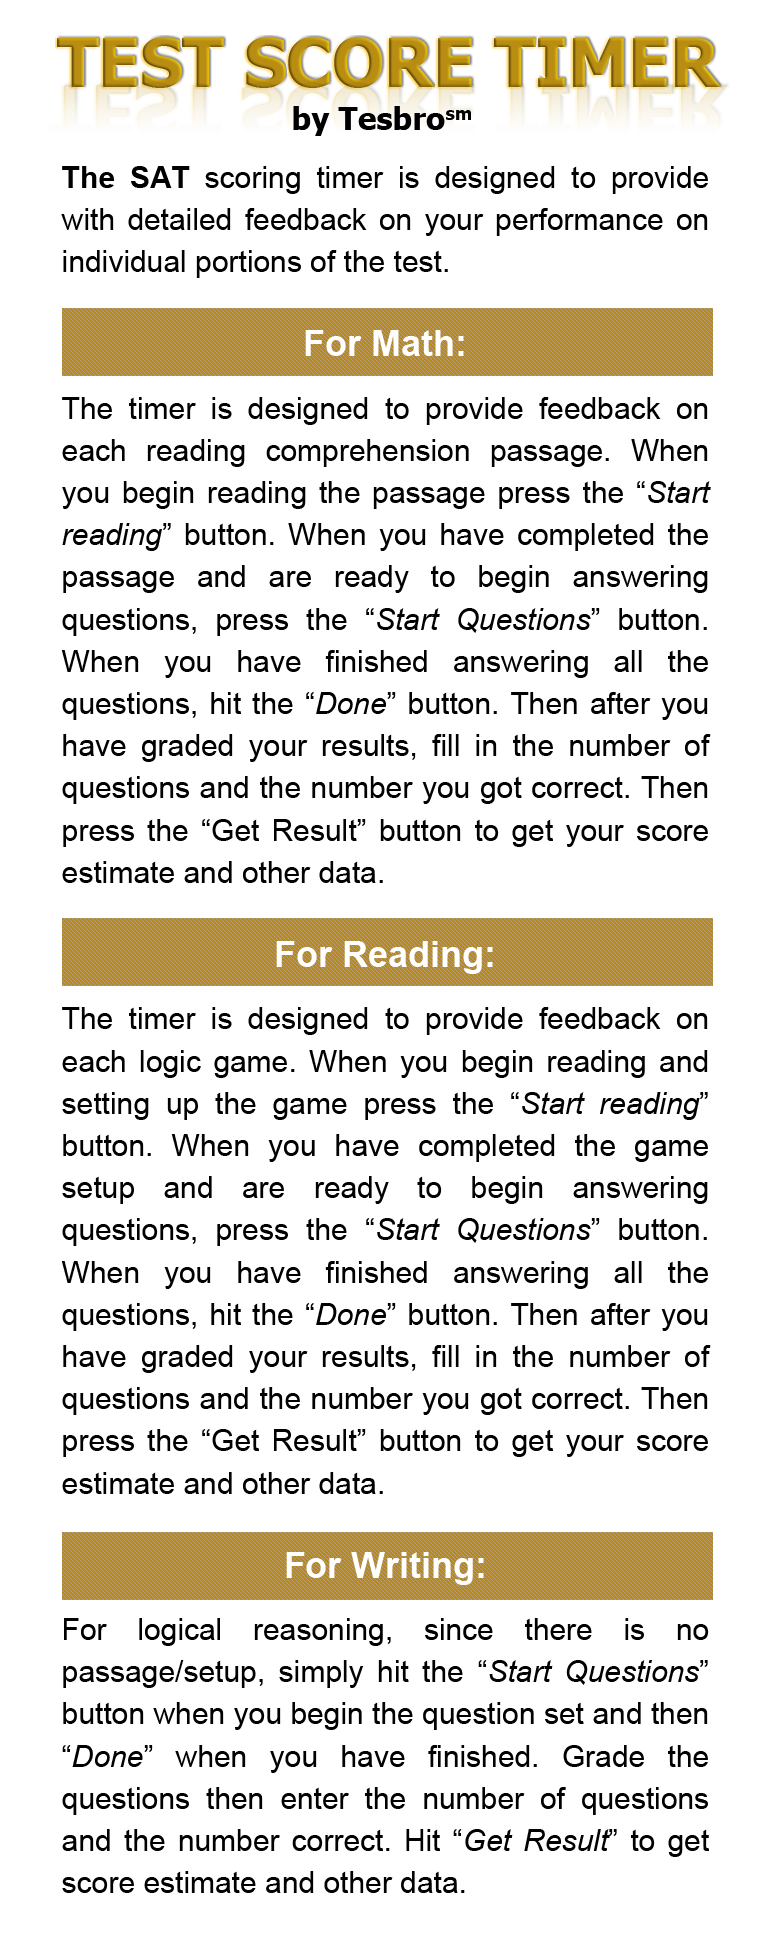 TEST SCORE TIMER
by Tesbro℠
The SAT scoring timer is designed to provide
with detailed feedback on your performance on
individual portions of the test.
For Math:
The timer is designed to provide feedback on
each reading comprehension passage. When
you begin reading the passage press the “Start
reading” button. When you have completed the
passage and are ready to begin answering
questions, press the “Start Questions” button.
When you have finished answering all the
questions, hit the “Done” button. Then after you
have graded your results, fill in the number of
questions and the number you got correct. Then
press the “Get Result” button to get your score
estimate and other data.
For Reading:
The timer is designed to provide feedback on
each logic game. When you begin reading and
setting up the game press the “Start reading”
button. When you have completed the game
setup and are ready to begin answering
questions, press the “Start Questions” button.
When you have finished answering all the
questions, hit the “Done” button. Then after you
have graded your results, fill in the number of
questions and the number you got correct. Then
press the “Get Result” button to get your score
estimate and other data.
For Writing:
For logical reasoning, since there is no
passage/setup, simply hit the “Start Questions”
button when you begin the question set and then
“Done” when you have finished. Grade the
questions then enter the number of questions
and the number correct. Hit “Get Result” to get
score estimate and other data.